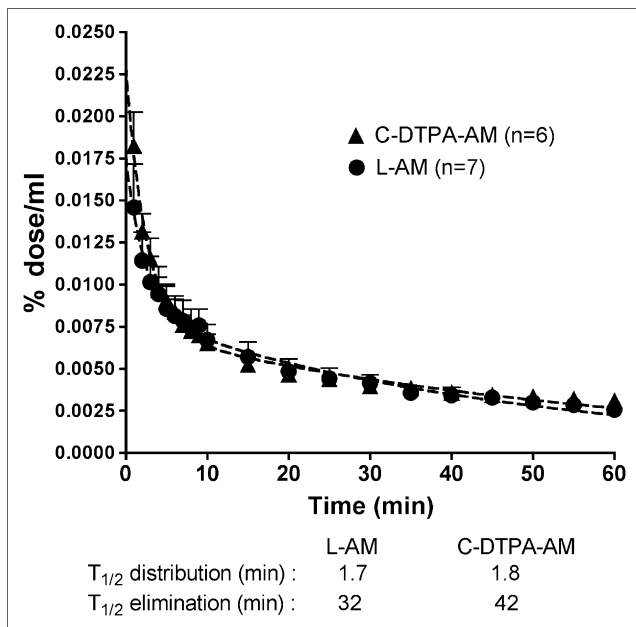 0.0250
0.0225
0.0200
0.0175
0.0150
0.0125
0.0100
0.0075
0.0050
0.0025
0.0000
% dose/ml
C-DTPA-AM (n=6)
L-AM (n=7)
0 10 20 30 40 50 60
Time (min)
L-AM C-DTPA-AM
T1/2 distribution (min) : 1.7 1.8
T1/2 elimination (min) : 32 42